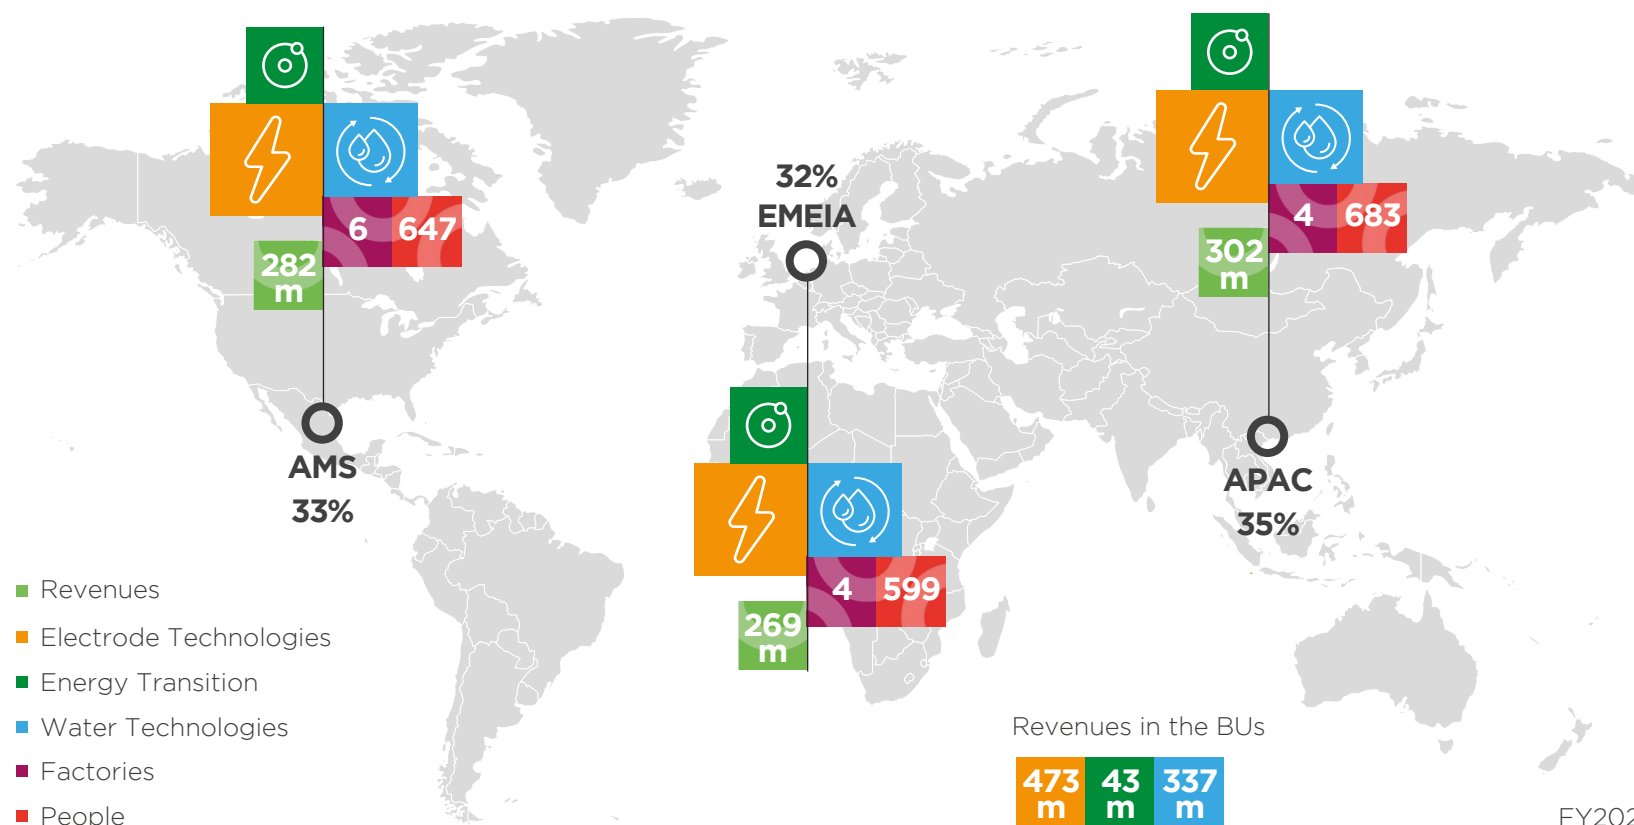 6 647
282
m
AMS
33%
32%
EMEIA
4 599
269
m
4 683
302
m
APAC
35%
Revenues
Electrode Technologies
Energy Transition
Water Technologies
Factories
People
Revenues in the BUs
473 43 337
m m m